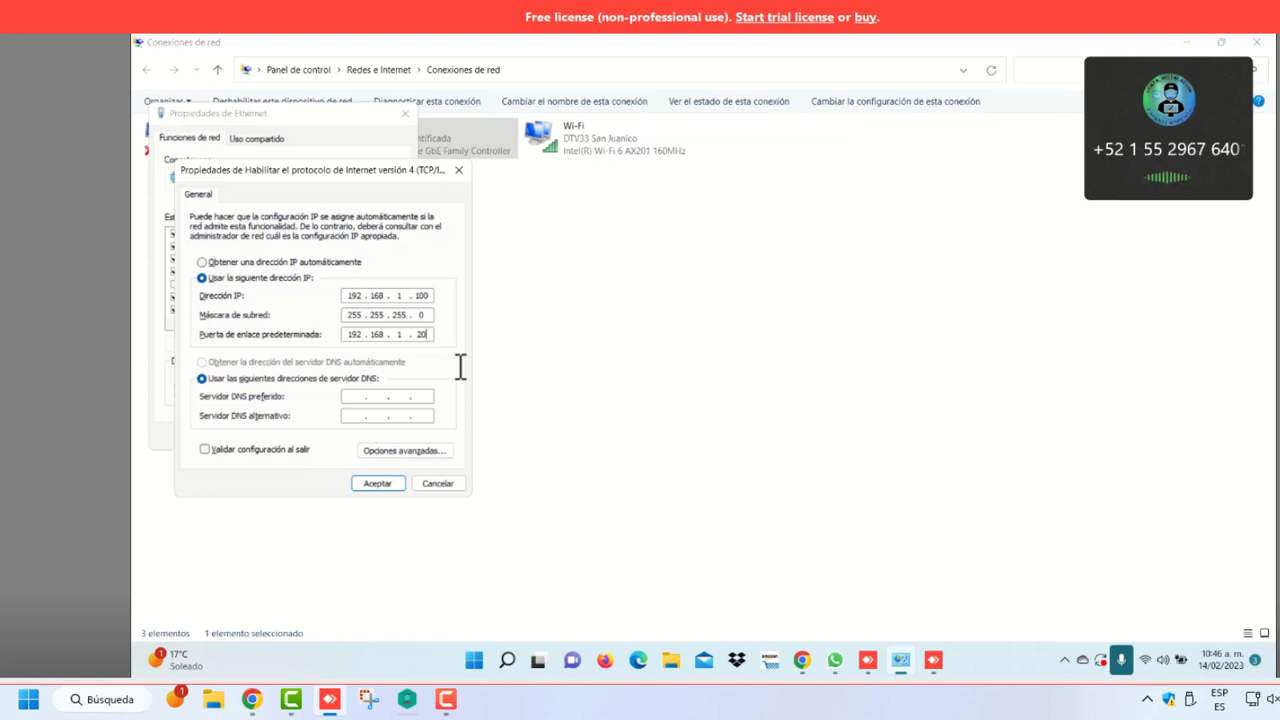 Free license (non-professional use). Start trial license or buy.
Conexiones de red
Panel de control > Redes e Internet > Conexiones de red
Organizar Deshabilitar este dispositivo de red Diagnosticar esta conexión Cambiar el nombre de esta conexión Ver el estado de esta conexión Cambiar la configuración de esta conexión
Propiedades de Ethernet
Funciones de red Uso compartido
Wi-Fi
DTV33 San Juanico
Intel(R) Wi-Fi 6 AX201 160MHz
GbE Family Controller
+52 1 55 2967 640
Propiedades de Habilitar el protocolo de Internet versión 4 (TCP/I...
General
Puede hacer que la configuración IP se asigne automáticamente si la
red admite esta funcionalidad. De lo contrario, deberá consultar con el
administrador de red cuál es la configuración IP apropiada.
Obtener una dirección IP automáticamente
Usar la siguiente dirección IP:
Dirección IP: 192 . 168 . 1 . 100
Máscara de subred: 255 . 255 . 255 . 0
Puerta de enlace predeterminada: 192 . 168 . 1 . 20
Obtener la dirección del servidor DNS automáticamente
Usar las siguientes direcciones de servidor DNS:
Servidor DNS preferido: . . .
Servidor DNS alternativo: . . .
Validar configuración al salir Opciones avanzadas...
Aceptar Cancelar
3 elementos 1 elemento seleccionado
17°C
Soleado
10:46 a. m.
14/02/2023
Búsqueda
ESP
ES